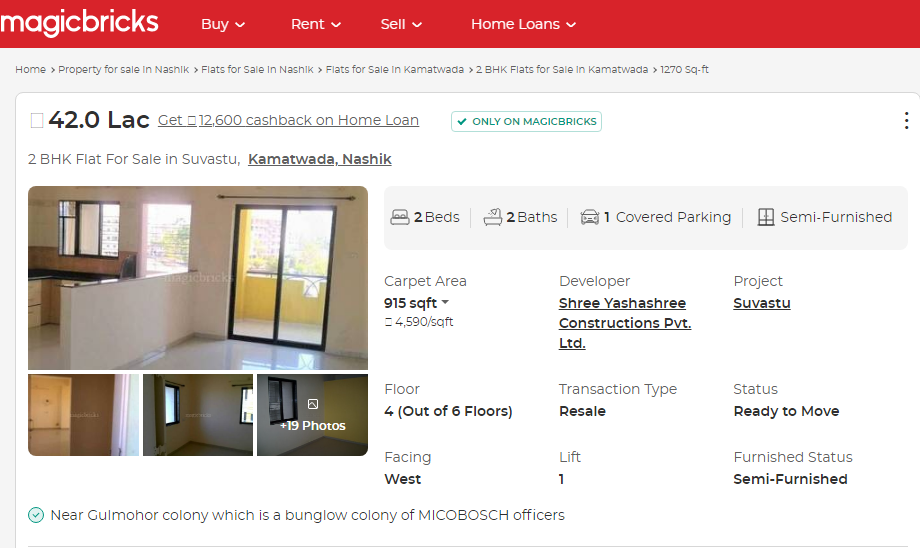 magicbricks Buy Rent Sell Home Loans
Home > Property for sale in Nashik > Flats for Sale in Nashik > Flats for Sale in Kamatwada > 2 BHK Flats for Sale in Kamatwada > 1270 Sq-ft
42.0 Lac Get 12,600 cashback on Home Loan ONLY ON MAGICBRICKS
2 BHK Flat For Sale in Suvastu, Kamatwada, Nashik
2 Beds 2 Baths 1 Covered Parking Semi-Furnished
magicbricks
Carpet Area
915 sqft
4,590/sqft
Developer
Shree Yashashree
Constructions Pvt.
Ltd.
Project
Suvastu
Floor
4 (Out of 6 Floors)
Transaction Type
Resale
Status
Ready to Move
+19 Photos
Facing
West
Lift
1
Furnished Status
Semi-Furnished
Near Gulmohor colony which is a bunglow colony of MICOBOSCH officers